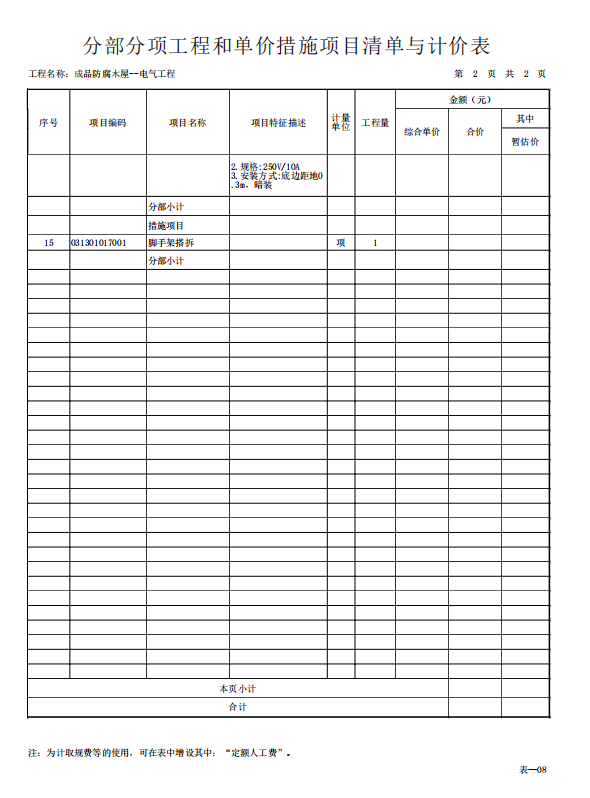 分部分项工程和单价措施项目清单与计价表
工程名称：成品防腐木屋--电气工程 第 2 页 共 2 页
序号 项目编码 项目名称 项目特征描述 计量单位 工程量 金额（元）
综合单价 合价 其中
暂估价
2.规格:250V/10A
3.安装方式:底边距地0
.3m，暗装
分部小计
措施项目
15 031301017001 脚手架搭拆 项 1
分部小计
本页小计
合计
注：为计取规费等的使用，可在表中增设其中：“定额人工费”。
表—08